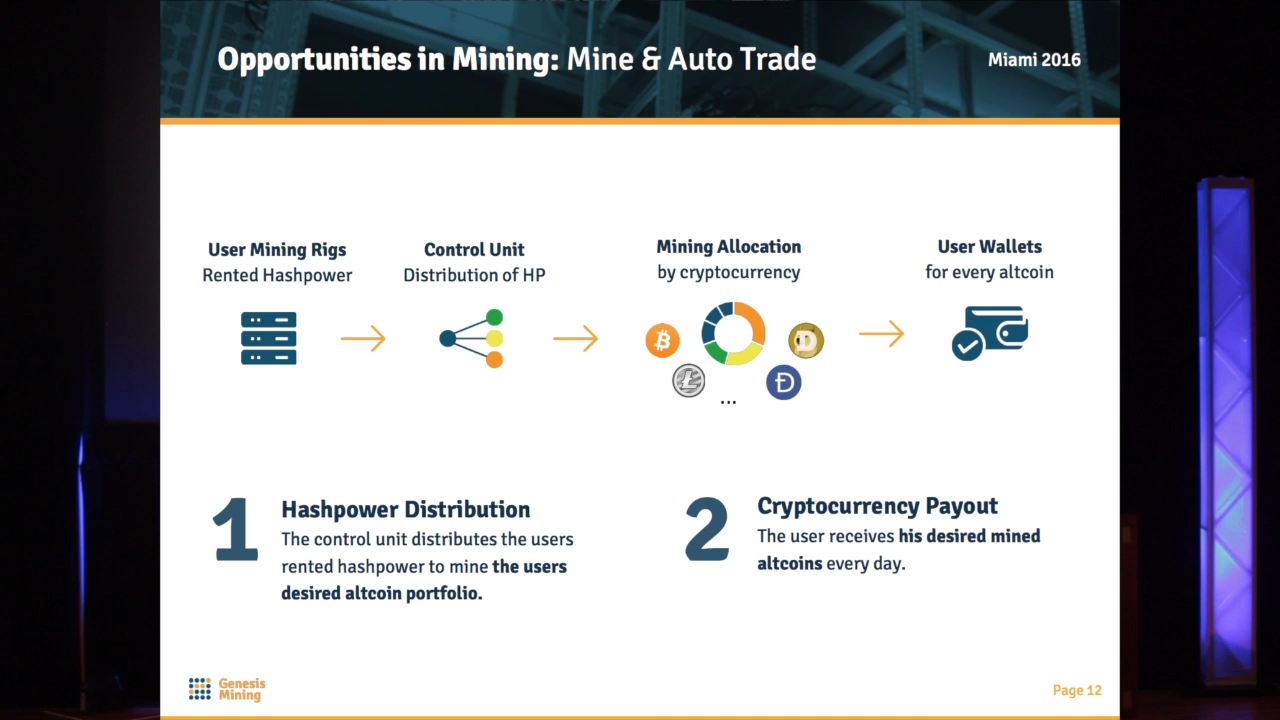 Opportunities in Mining: Mine & Auto Trade
Miami 2016
User Mining Rigs
Rented Hashpower
Control Unit
Distribution of HP
Mining Allocation
by cryptocurrency
...
User Wallets
for every altcoin
1
Hashpower Distribution
The control unit distributes the users
rented hashpower to mine the users
desired altcoin portfolio.
2
Cryptocurrency Payout
The user receives his desired mined
altcoins every day.
Genesis
Mining
Page 12